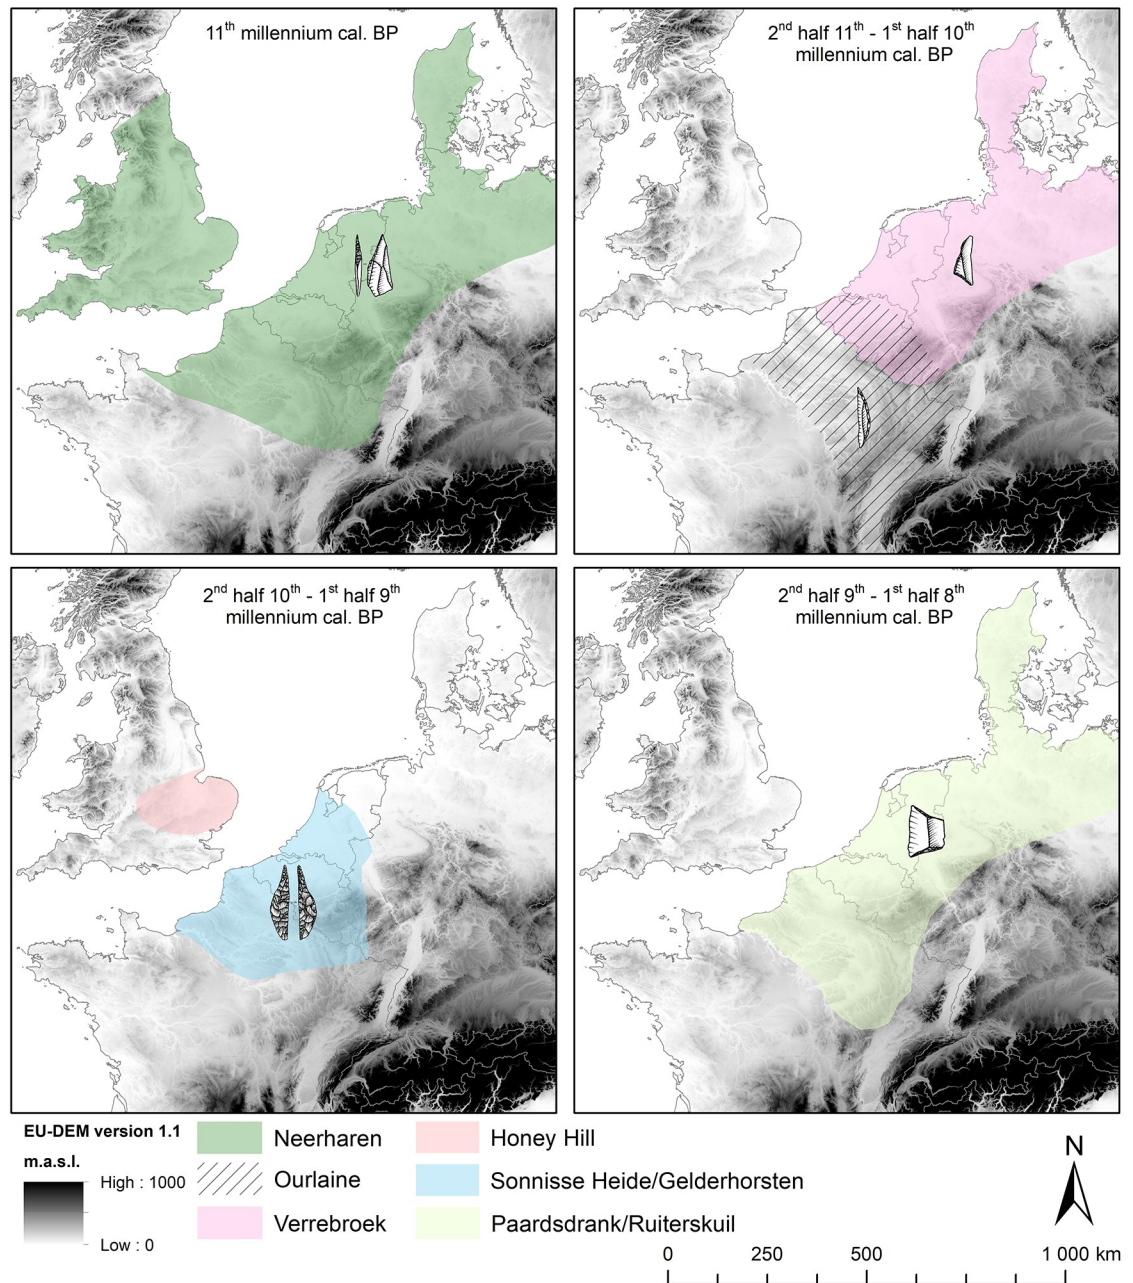 11th millennium cal. BP
2nd half 11th - 1st half 10th
millennium cal. BP
2nd half 10th - 1st half 9th
millennium cal. BP
2nd half 9th - 1st half 8th
millennium cal. BP
EU-DEM version 1.1
m.a.s.l.
High : 1000
Low : 0
Neerharen
Ourlaine
Verrebroek
Honey Hill
Sonnisse Heide/Gelderhorsten
Paardsdrank/Ruiterskuil
N
0 250 500 1 000 km